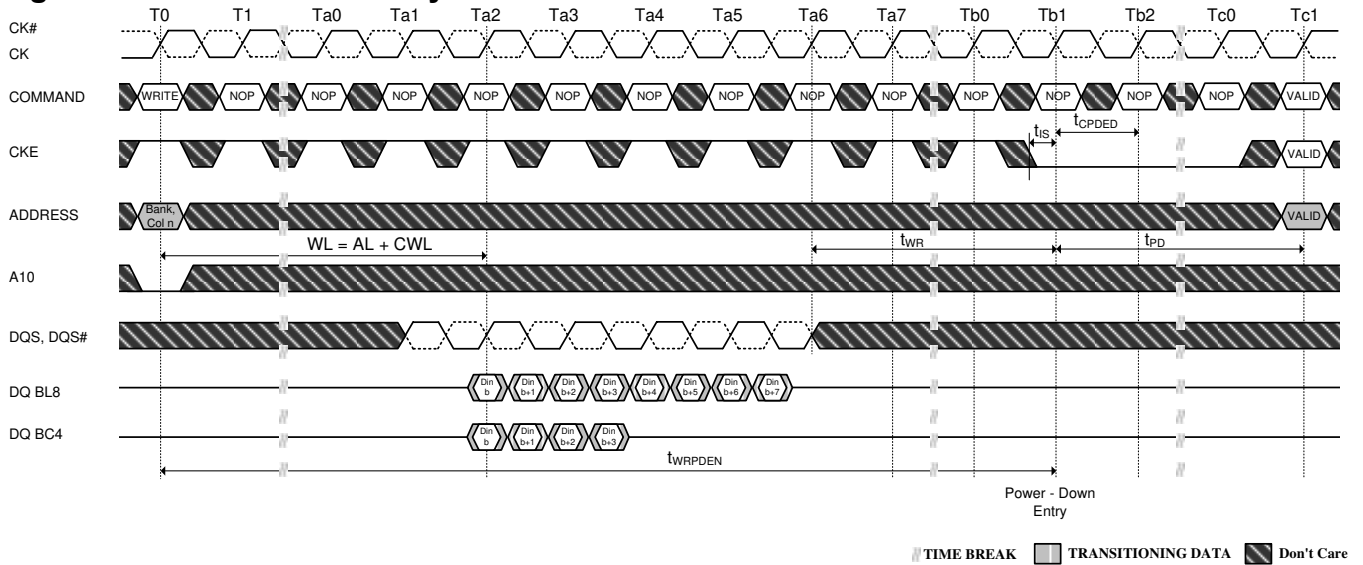 T0 T1 Ta0 Ta1 Ta2 Ta3 Ta4 Ta5 Ta6 Ta7 Tb0 Tb1 Tb2 Tc0 Tc1
CK#
CK
COMMAND WRITE NOP NOP NOP NOP NOP NOP NOP NOP NOP NOP NOP NOP NOP VALID
tIS tCPDED
CKE VALID
ADDRESS Bank, Col n VALID
WL = AL + CWL tWR tPD
A10
DQS, DQS#
DQ BL8 Din b Din b+1 Din b+2 Din b+3 Din b+4 Din b+5 Din b+6 Din b+7
DQ BC4 Din b Din b+1 Din b+2 Din b+3
tWRPDEN
Power - Down
Entry
TIME BREAK TRANSITIONING DATA Don't Care